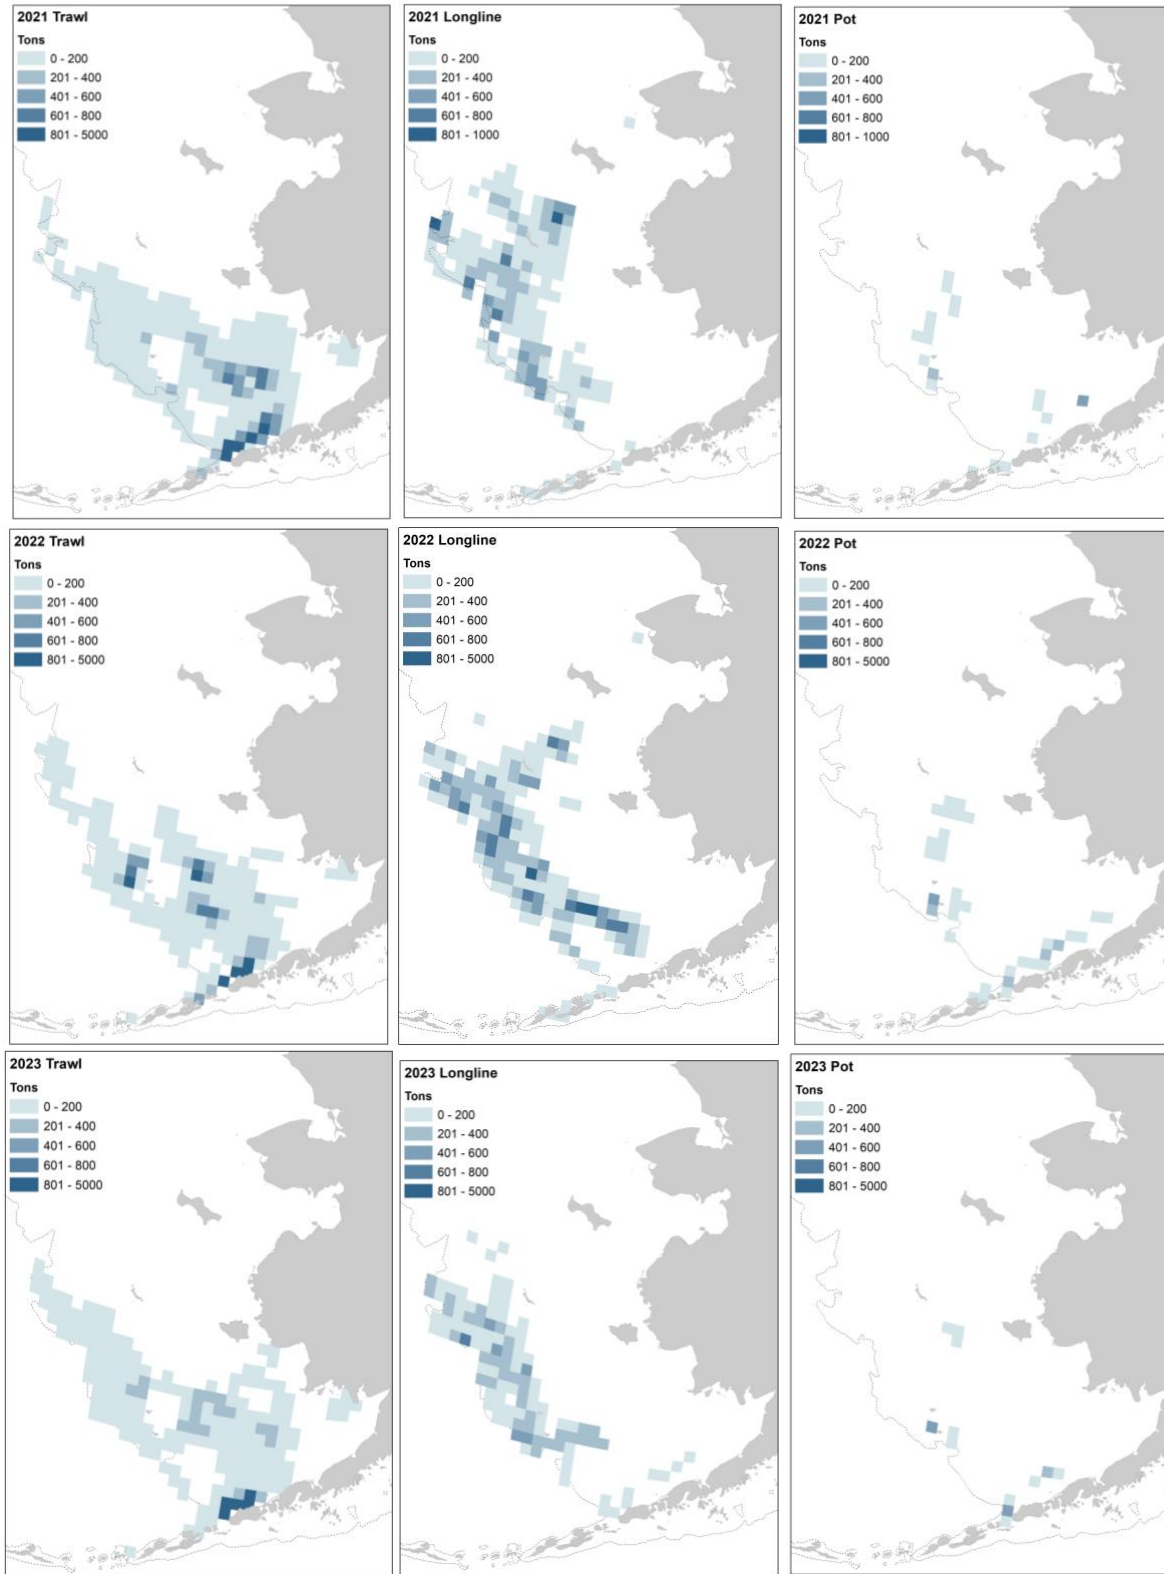 2021 Trawl
Tons
0 - 200
201 - 400
401 - 600
601 - 800
801 - 5000
2021 Longline
Tons
0 - 200
201 - 400
401 - 600
601 - 800
801 - 1000
2021 Pot
Tons
0 - 200
201 - 400
401 - 600
601 - 800
801 - 1000
2022 Trawl
Tons
0 - 200
201 - 400
401 - 600
601 - 800
801 - 5000
2022 Longline
Tons
0 - 200
201 - 400
401 - 600
601 - 800
801 - 5000
2022 Pot
Tons
0 - 200
201 - 400
401 - 600
601 - 800
801 - 5000
2023 Trawl
Tons
0 - 200
201 - 400
401 - 600
601 - 800
801 - 5000
2023 Longline
Tons
0 - 200
201 - 400
401 - 600
601 - 800
801 - 5000
2023 Pot
Tons
0 - 200
201 - 400
401 - 600
601 - 800
801 - 5000